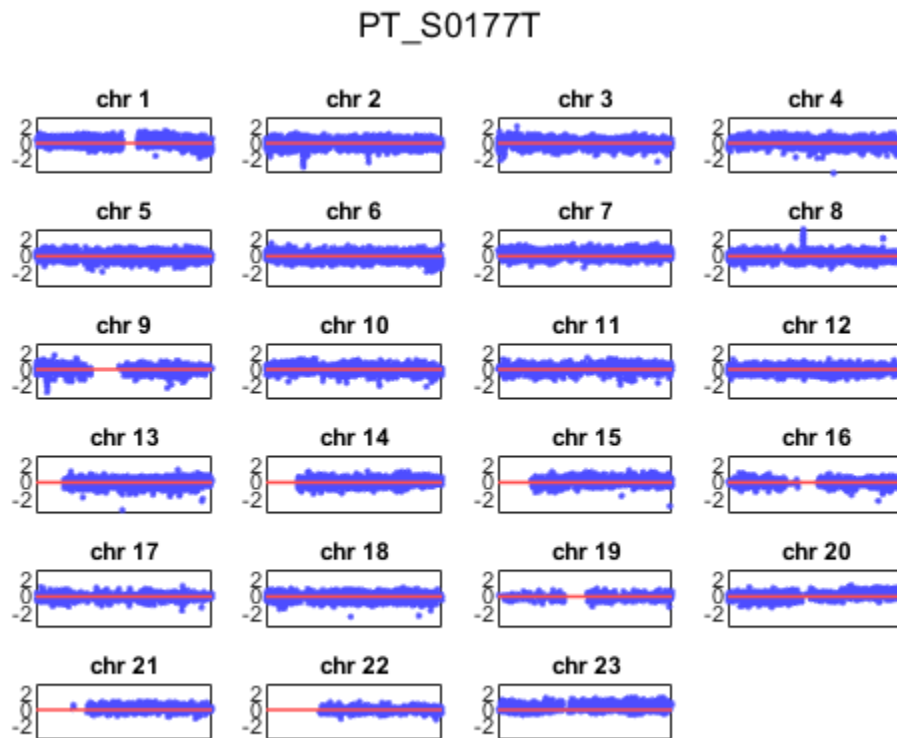 PT_S0177T
chr 1 chr 2 chr 3 chr 4
2 2 2 2
0 0 0 0
-2 -2 -2 -2
chr 5 chr 6 chr 7 chr 8
2 2 2 2
0 0 0 0
-2 -2 -2 -2
chr 9 chr 10 chr 11 chr 12
2 2 2 2
0 0 0 0
-2 -2 -2 -2
chr 13 chr 14 chr 15 chr 16
2 2 2 2
0 0 0 0
-2 -2 -2 -2
chr 17 chr 18 chr 19 chr 20
2 2 2 2
0 0 0 0
-2 -2 -2 -2
chr 21 chr 22 chr 23
2 2 2
0 0 0
-2 -2 -2